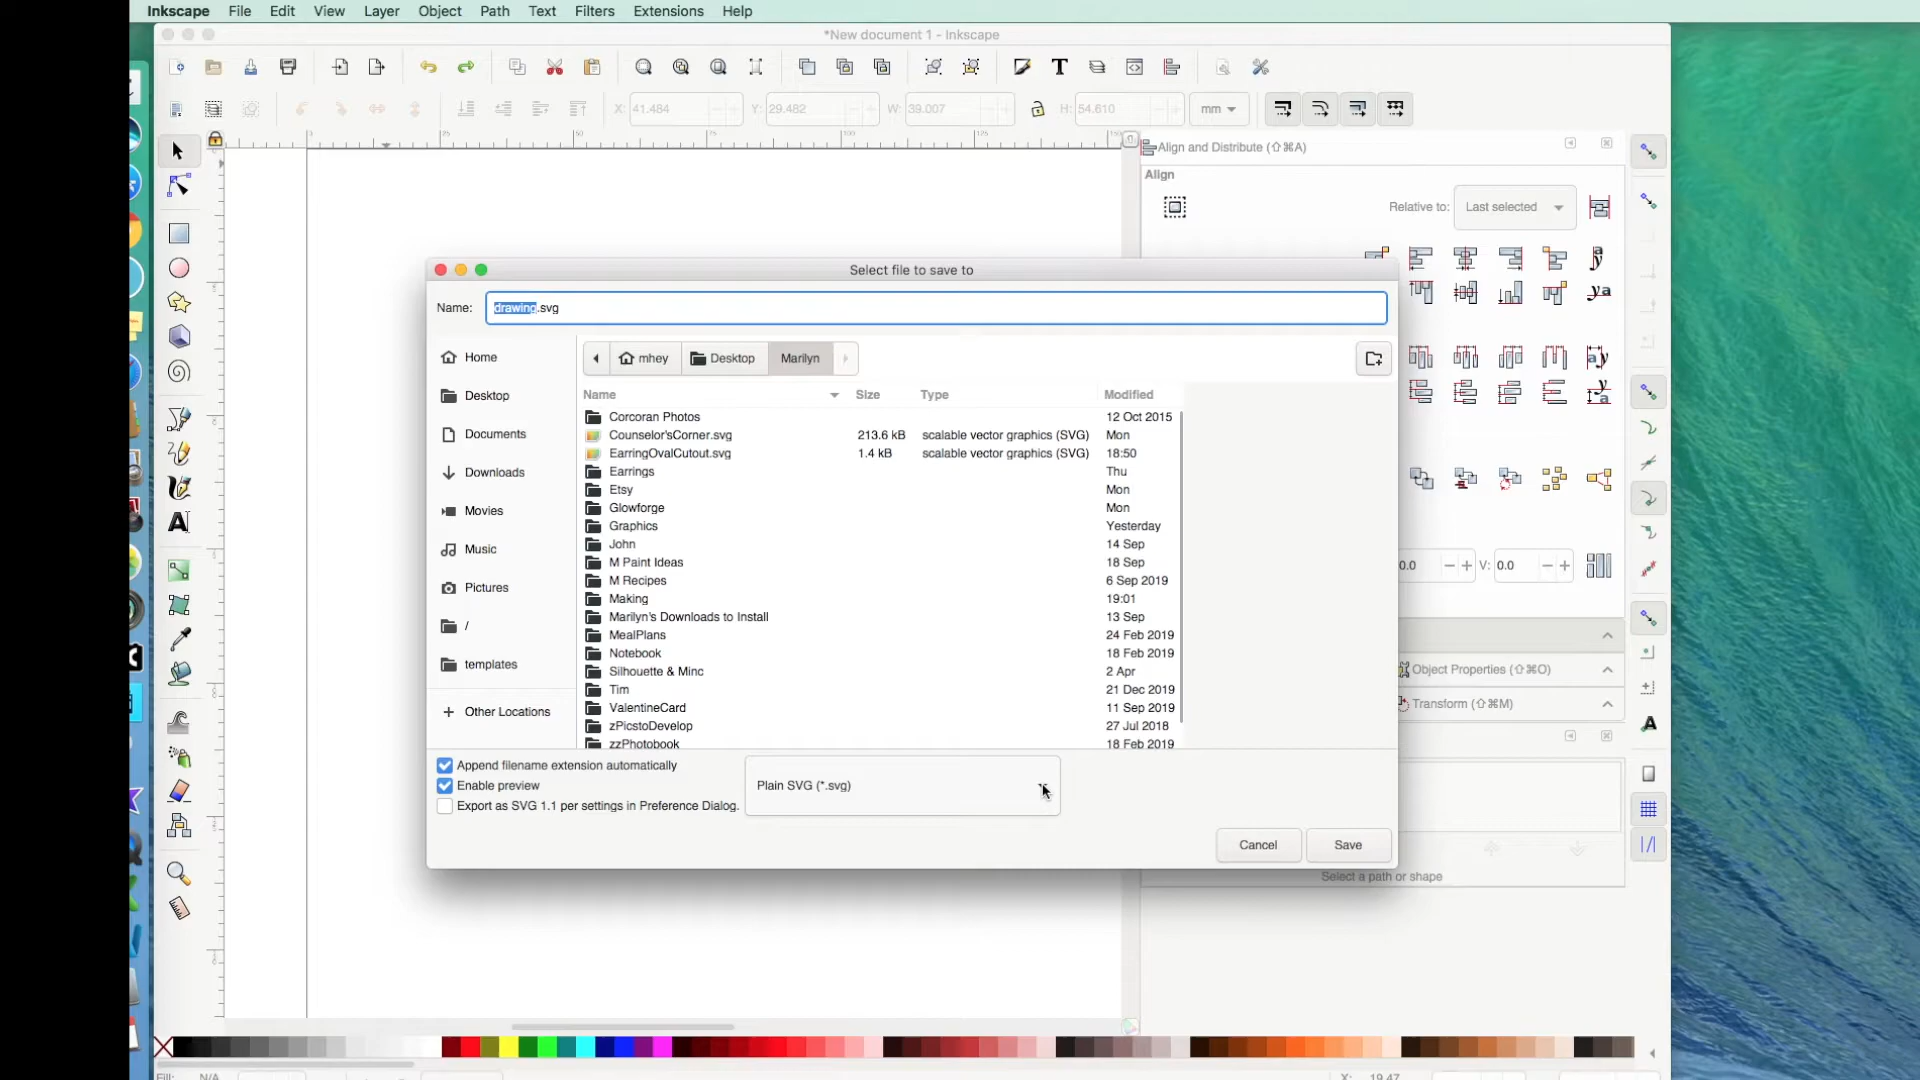 Inkscape File Edit View Layer Object Path Text Filters Extensions Help
*New document 1 - Inkscape
X: 41.484 Y: 29.482 W: 39.007 H: 54.610 mm
Align and Distribute (⇧⌘A)
Align
Relative to: Last selected
Select file to save to
Name: drawing.svg
mhey Desktop Marilyn
Home
Desktop
Documents
Downloads
Movies
Music
Pictures
/
templates
Other Locations
Name Size Type Modified
Corcoran Photos 12 Oct 2015
Counselor'sCorner.svg 213.6 kB scalable vector graphics (SVG) Mon
EarringOvalCutout.svg 1.4 kB scalable vector graphics (SVG) 18:50
Earrings Thu
Etsy Mon
Glowforge Mon
Graphics Yesterday
John 14 Sep
M Paint Ideas 18 Sep
M Recipes 6 Sep 2019
Making 19:01
Marilyn's Downloads to Install 13 Sep
MealPlans 24 Feb 2019
Notebook 18 Feb 2019
Silhouette & Minc 2 Apr
Tim 21 Dec 2019
ValentineCard 11 Sep 2019
zPicstoDevelop 27 Jul 2018
zzPhotobook 18 Feb 2019
0.0 V: 0.0
Object Properties (⇧⌘O)
Transform (⇧⌘M)
Append filename extension automatically
Enable preview
Export as SVG 1.1 per settings in Preference Dialog.
Plain SVG (*.svg)
Cancel Save
Select a path or shape
Fill: N/A
X: 19.47